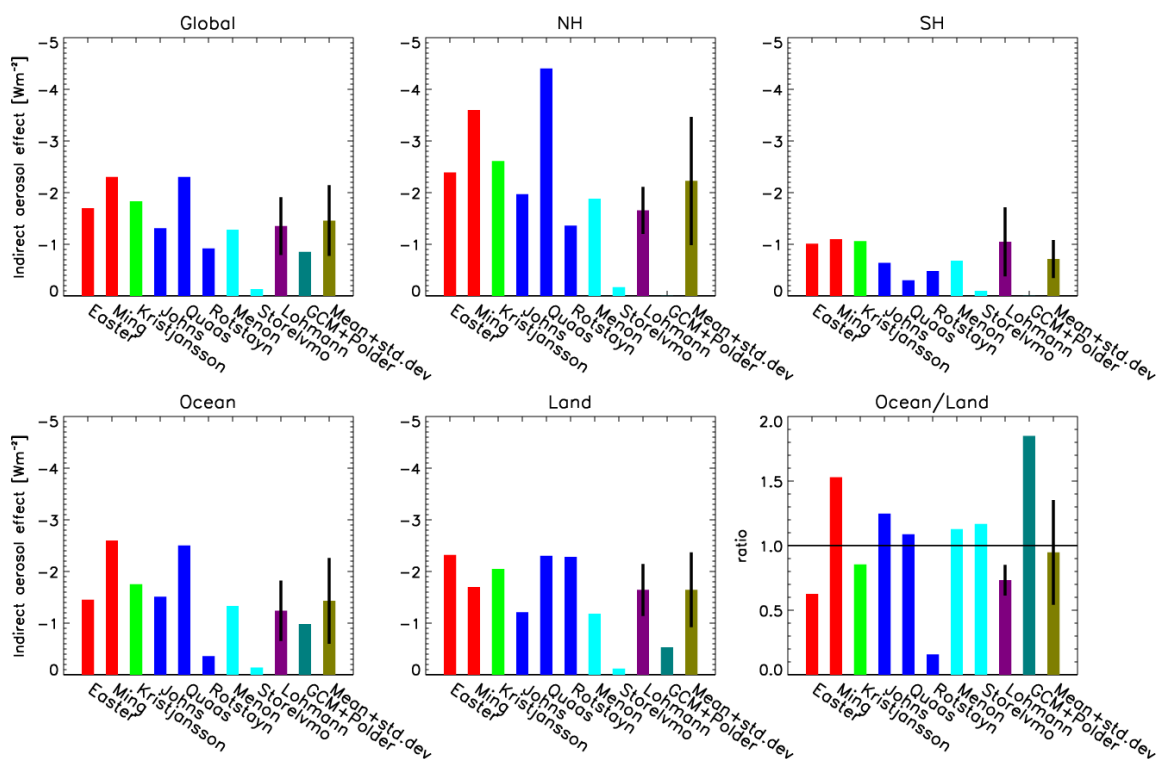 Global
Indirect aerosol effect [Wm⁻²]
-5
-4
-3
-2
-1
0
Easter
Ming
Kristjansson
Johns
Quaas
Rotstayn
Menon
Storelvmo
Lohmann
GCM+Polder
Mean+std.dev
NH
-5
-4
-3
-2
-1
0
Easter
Ming
Kristjansson
Johns
Quaas
Rotstayn
Menon
Storelvmo
Lohmann
GCM+Polder
Mean+std.dev
SH
-5
-4
-3
-2
-1
0
Easter
Ming
Kristjansson
Johns
Quaas
Rotstayn
Menon
Storelvmo
Lohmann
GCM+Polder
Mean+std.dev
Ocean
Indirect aerosol effect [Wm⁻²]
-5
-4
-3
-2
-1
0
Easter
Ming
Kristjansson
Johns
Quaas
Rotstayn
Menon
Storelvmo
Lohmann
GCM+Polder
Mean+std.dev
Land
-5
-4
-3
-2
-1
0
Easter
Ming
Kristjansson
Johns
Quaas
Rotstayn
Menon
Storelvmo
Lohmann
GCM+Polder
Mean+std.dev
Ocean/Land
ratio
2.0
1.5
1.0
0.5
0.0
Easter
Ming
Kristjansson
Johns
Quaas
Rotstayn
Menon
Storelvmo
Lohmann
GCM+Polder
Mean+std.dev